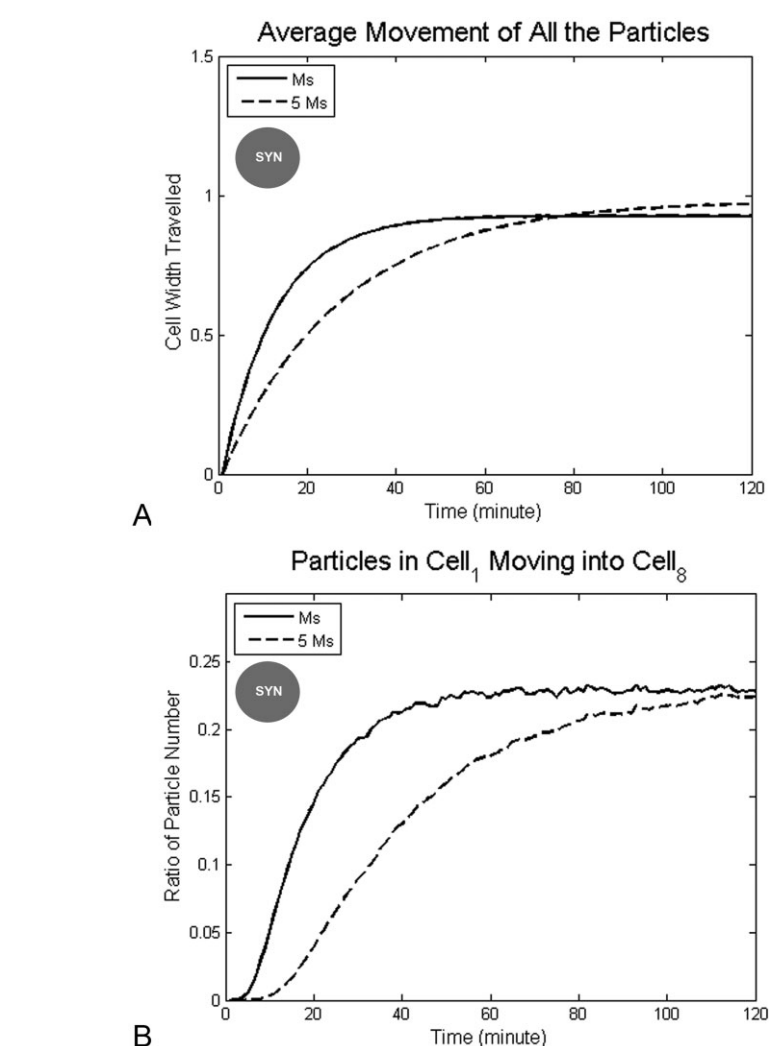 Average Movement of All the Particles
1.5
Ms
5 Ms
SYN
1
0.5
0
Cell Width Travelled
0 20 40 60 80 100 120
Time (minute)
A
Particles in Cell1 Moving into Cell8
Ms
5 Ms
SYN
0.25
0.2
0.15
0.1
0.05
0
Ratio of Particle Number
0 20 40 60 80 100 120
Time (minute)
B